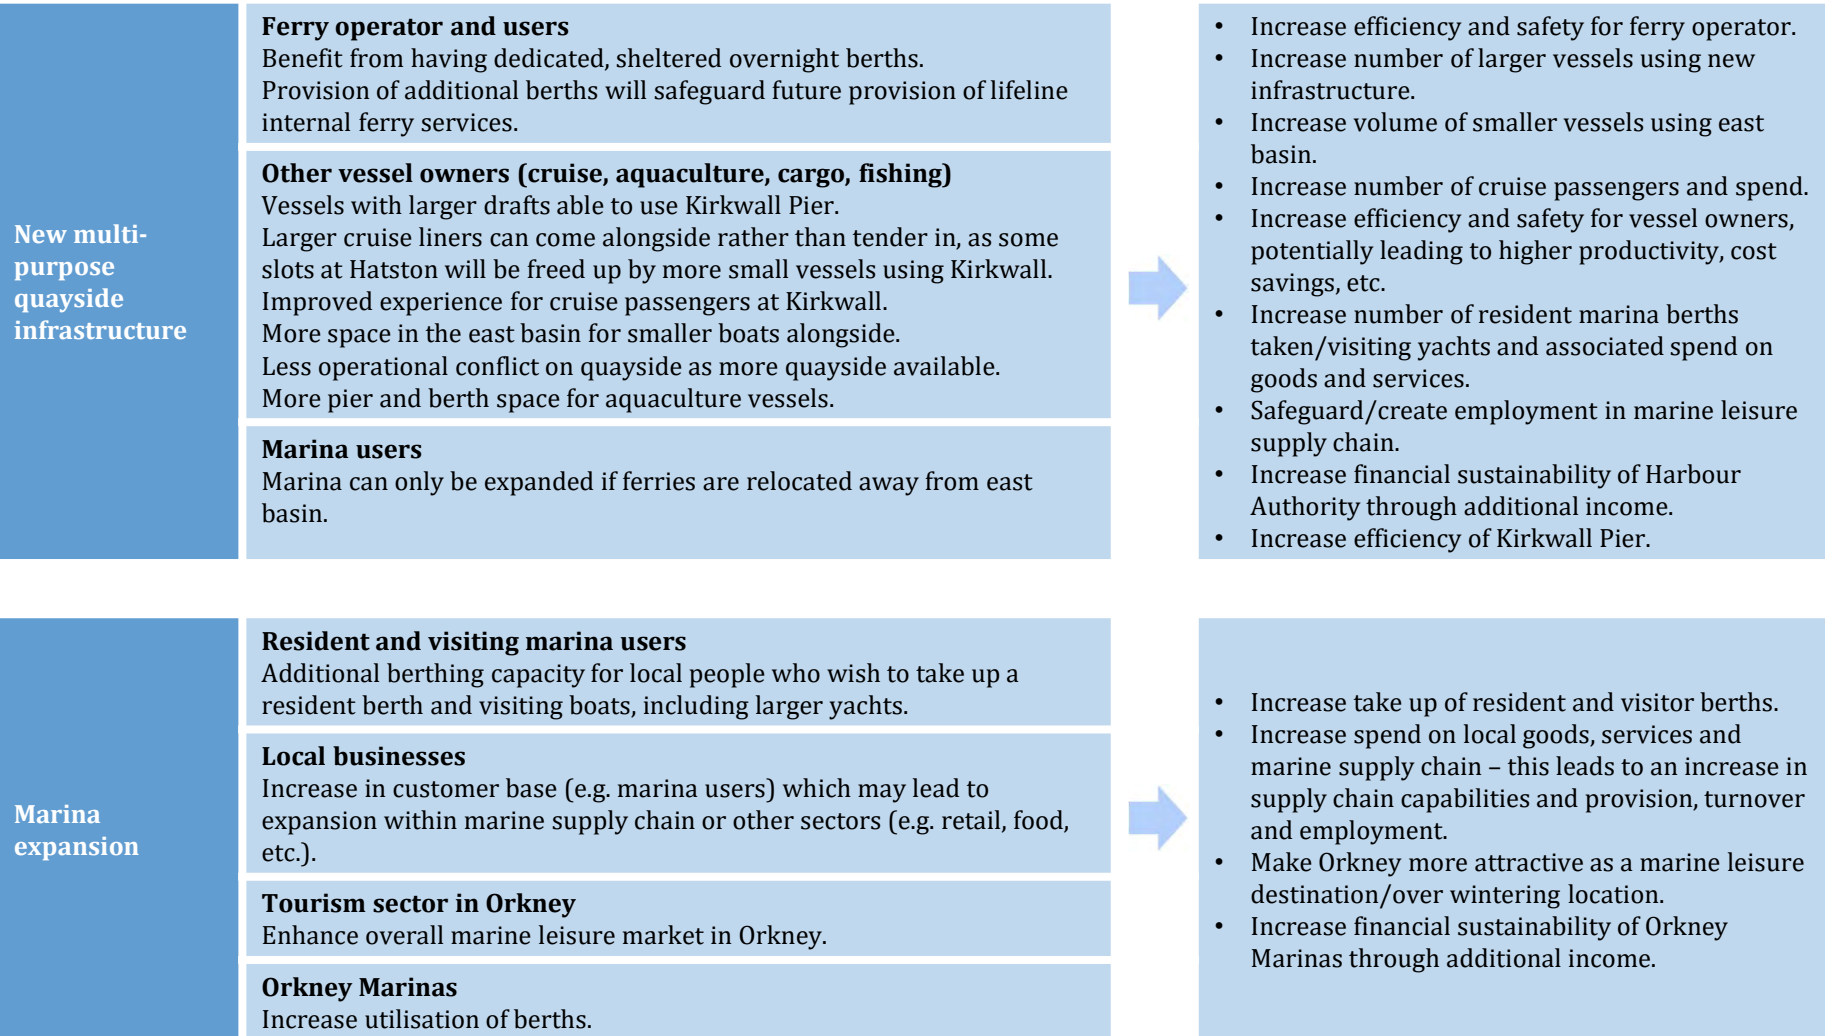 New multi-
purpose
quayside
infrastructure
Ferry operator and users
Benefit from having dedicated, sheltered overnight berths.
Provision of additional berths will safeguard future provision of lifeline
internal ferry services.
Other vessel owners (cruise, aquaculture, cargo, fishing)
Vessels with larger drafts able to use Kirkwall Pier.
Larger cruise liners can come alongside rather than tender in, as some
slots at Hatston will be freed up by more small vessels using Kirkwall.
Improved experience for cruise passengers at Kirkwall.
More space in the east basin for smaller boats alongside.
Less operational conflict on quayside as more quayside available.
More pier and berth space for aquaculture vessels.
Marina users
Marina can only be expanded if ferries are relocated away from east
basin.
• Increase efficiency and safety for ferry operator.
• Increase number of larger vessels using new
infrastructure.
• Increase volume of smaller vessels using east
basin.
• Increase number of cruise passengers and spend.
• Increase efficiency and safety for vessel owners,
potentially leading to higher productivity, cost
savings, etc.
• Increase number of resident marina berths
taken/visiting yachts and associated spend on
goods and services.
• Safeguard/create employment in marine leisure
supply chain.
• Increase financial sustainability of Harbour
Authority through additional income.
• Increase efficiency of Kirkwall Pier.
Marina
expansion
Resident and visiting marina users
Additional berthing capacity for local people who wish to take up a
resident berth and visiting boats, including larger yachts.
Local businesses
Increase in customer base (e.g. marina users) which may lead to
expansion within marine supply chain or other sectors (e.g. retail, food,
etc.).
Tourism sector in Orkney
Enhance overall marine leisure market in Orkney.
Orkney Marinas
Increase utilisation of berths.
• Increase take up of resident and visitor berths.
• Increase spend on local goods, services and
marine supply chain – this leads to an increase in
supply chain capabilities and provision, turnover
and employment.
• Make Orkney more attractive as a marine leisure
destination/over wintering location.
• Increase financial sustainability of Orkney
Marinas through additional income.